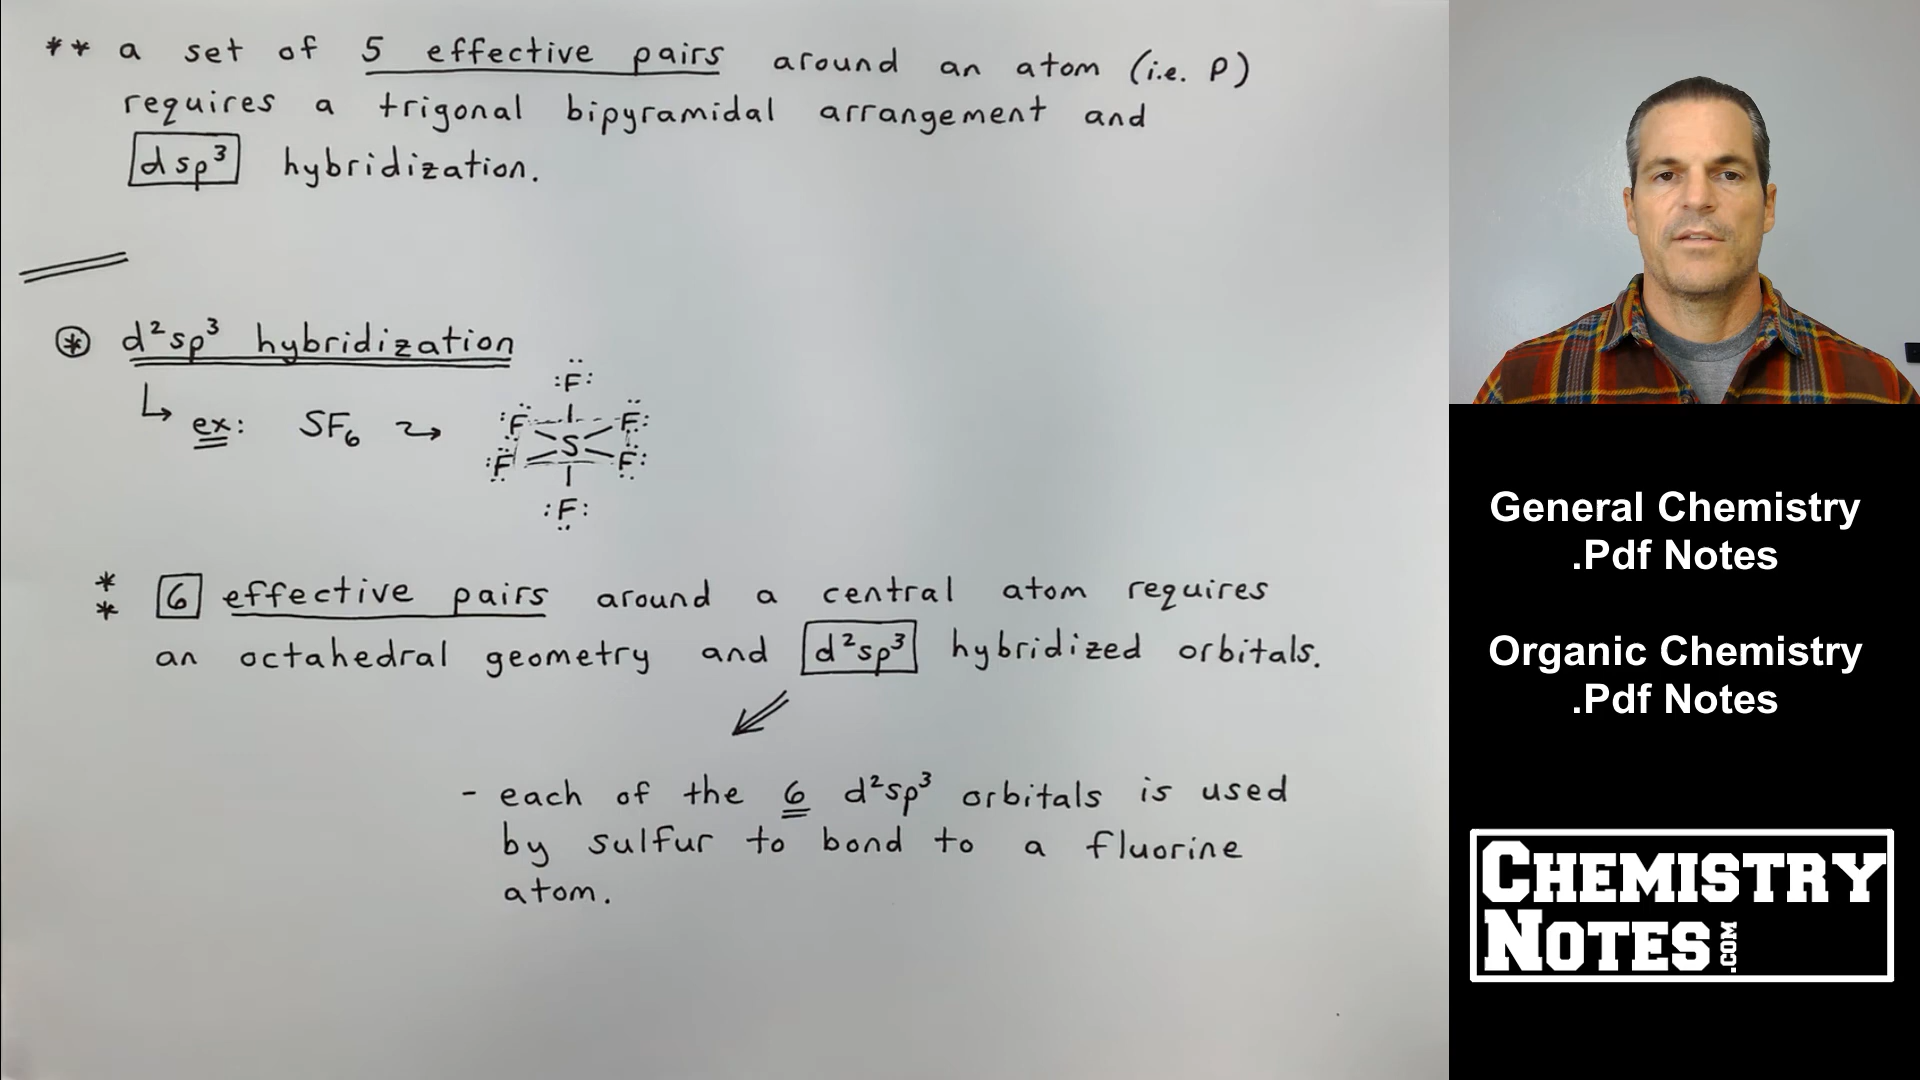 ** a set of 5 effective pairs around an atom (i.e. P)
requires a trigonal bipyramidal arrangement and
dsp³ hybridization.
* d²sp³ hybridization
↳ ex: SF₆
:F:
:F F:
S
:F F:
:F:
** 6 effective pairs around a central atom requires
an octahedral geometry and d²sp³ hybridized orbitals.
- each of the 6 d²sp³ orbitals is used
by sulfur to bond to a fluorine
atom.
General Chemistry
.Pdf Notes
Organic Chemistry
.Pdf Notes
CHEMISTRY
NOTES.COM